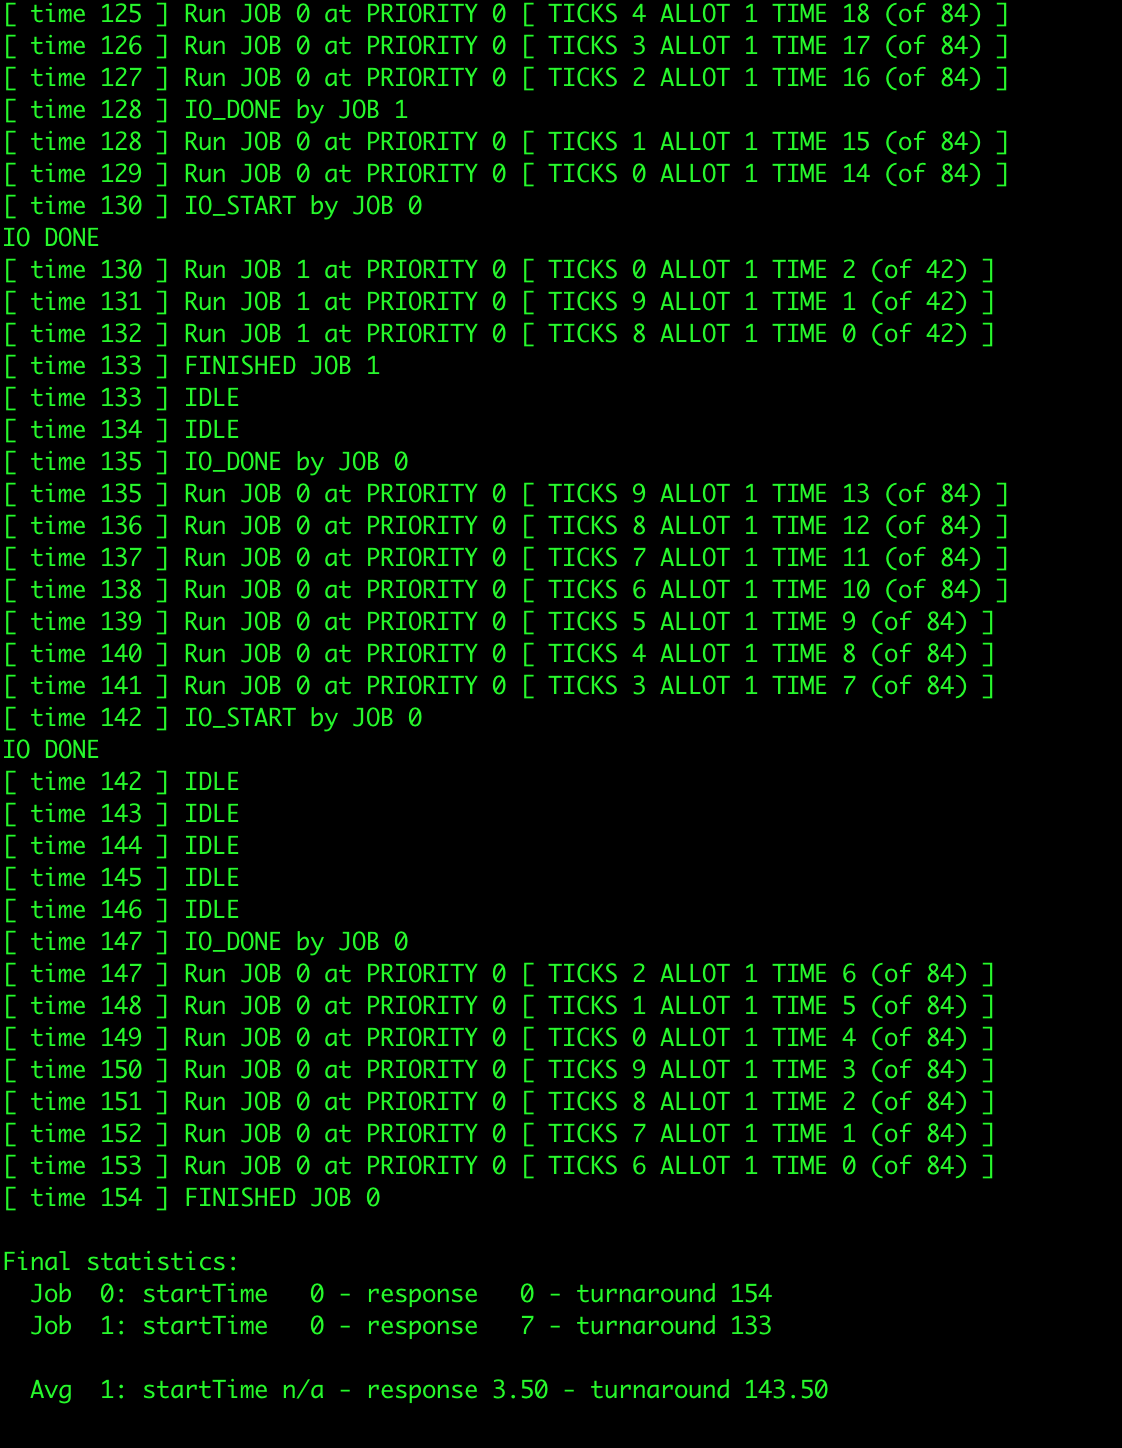 [ time 125 ] Run JOB 0 at PRIORITY 0 [ TICKS 4 ALLOT 1 TIME 18 (of 84) ]
[ time 126 ] Run JOB 0 at PRIORITY 0 [ TICKS 3 ALLOT 1 TIME 17 (of 84) ]
[ time 127 ] Run JOB 0 at PRIORITY 0 [ TICKS 2 ALLOT 1 TIME 16 (of 84) ]
[ time 128 ] IO_DONE by JOB 1
[ time 128 ] Run JOB 0 at PRIORITY 0 [ TICKS 1 ALLOT 1 TIME 15 (of 84) ]
[ time 129 ] Run JOB 0 at PRIORITY 0 [ TICKS 0 ALLOT 1 TIME 14 (of 84) ]
[ time 130 ] IO_START by JOB 0
IO DONE
[ time 130 ] Run JOB 1 at PRIORITY 0 [ TICKS 0 ALLOT 1 TIME 2 (of 42) ]
[ time 131 ] Run JOB 1 at PRIORITY 0 [ TICKS 9 ALLOT 1 TIME 1 (of 42) ]
[ time 132 ] Run JOB 1 at PRIORITY 0 [ TICKS 8 ALLOT 1 TIME 0 (of 42) ]
[ time 133 ] FINISHED JOB 1
[ time 133 ] IDLE
[ time 134 ] IDLE
[ time 135 ] IO_DONE by JOB 0
[ time 135 ] Run JOB 0 at PRIORITY 0 [ TICKS 9 ALLOT 1 TIME 13 (of 84) ]
[ time 136 ] Run JOB 0 at PRIORITY 0 [ TICKS 8 ALLOT 1 TIME 12 (of 84) ]
[ time 137 ] Run JOB 0 at PRIORITY 0 [ TICKS 7 ALLOT 1 TIME 11 (of 84) ]
[ time 138 ] Run JOB 0 at PRIORITY 0 [ TICKS 6 ALLOT 1 TIME 10 (of 84) ]
[ time 139 ] Run JOB 0 at PRIORITY 0 [ TICKS 5 ALLOT 1 TIME 9 (of 84) ]
[ time 140 ] Run JOB 0 at PRIORITY 0 [ TICKS 4 ALLOT 1 TIME 8 (of 84) ]
[ time 141 ] Run JOB 0 at PRIORITY 0 [ TICKS 3 ALLOT 1 TIME 7 (of 84) ]
[ time 142 ] IO_START by JOB 0
IO DONE
[ time 142 ] IDLE
[ time 143 ] IDLE
[ time 144 ] IDLE
[ time 145 ] IDLE
[ time 146 ] IDLE
[ time 147 ] IO_DONE by JOB 0
[ time 147 ] Run JOB 0 at PRIORITY 0 [ TICKS 2 ALLOT 1 TIME 6 (of 84) ]
[ time 148 ] Run JOB 0 at PRIORITY 0 [ TICKS 1 ALLOT 1 TIME 5 (of 84) ]
[ time 149 ] Run JOB 0 at PRIORITY 0 [ TICKS 0 ALLOT 1 TIME 4 (of 84) ]
[ time 150 ] Run JOB 0 at PRIORITY 0 [ TICKS 9 ALLOT 1 TIME 3 (of 84) ]
[ time 151 ] Run JOB 0 at PRIORITY 0 [ TICKS 8 ALLOT 1 TIME 2 (of 84) ]
[ time 152 ] Run JOB 0 at PRIORITY 0 [ TICKS 7 ALLOT 1 TIME 1 (of 84) ]
[ time 153 ] Run JOB 0 at PRIORITY 0 [ TICKS 6 ALLOT 1 TIME 0 (of 84) ]
[ time 154 ] FINISHED JOB 0

Final statistics:
  Job  0: startTime   0 - response   0 - turnaround 154
  Job  1: startTime   0 - response   7 - turnaround 133

  Avg  1: startTime n/a - response 3.50 - turnaround 143.50